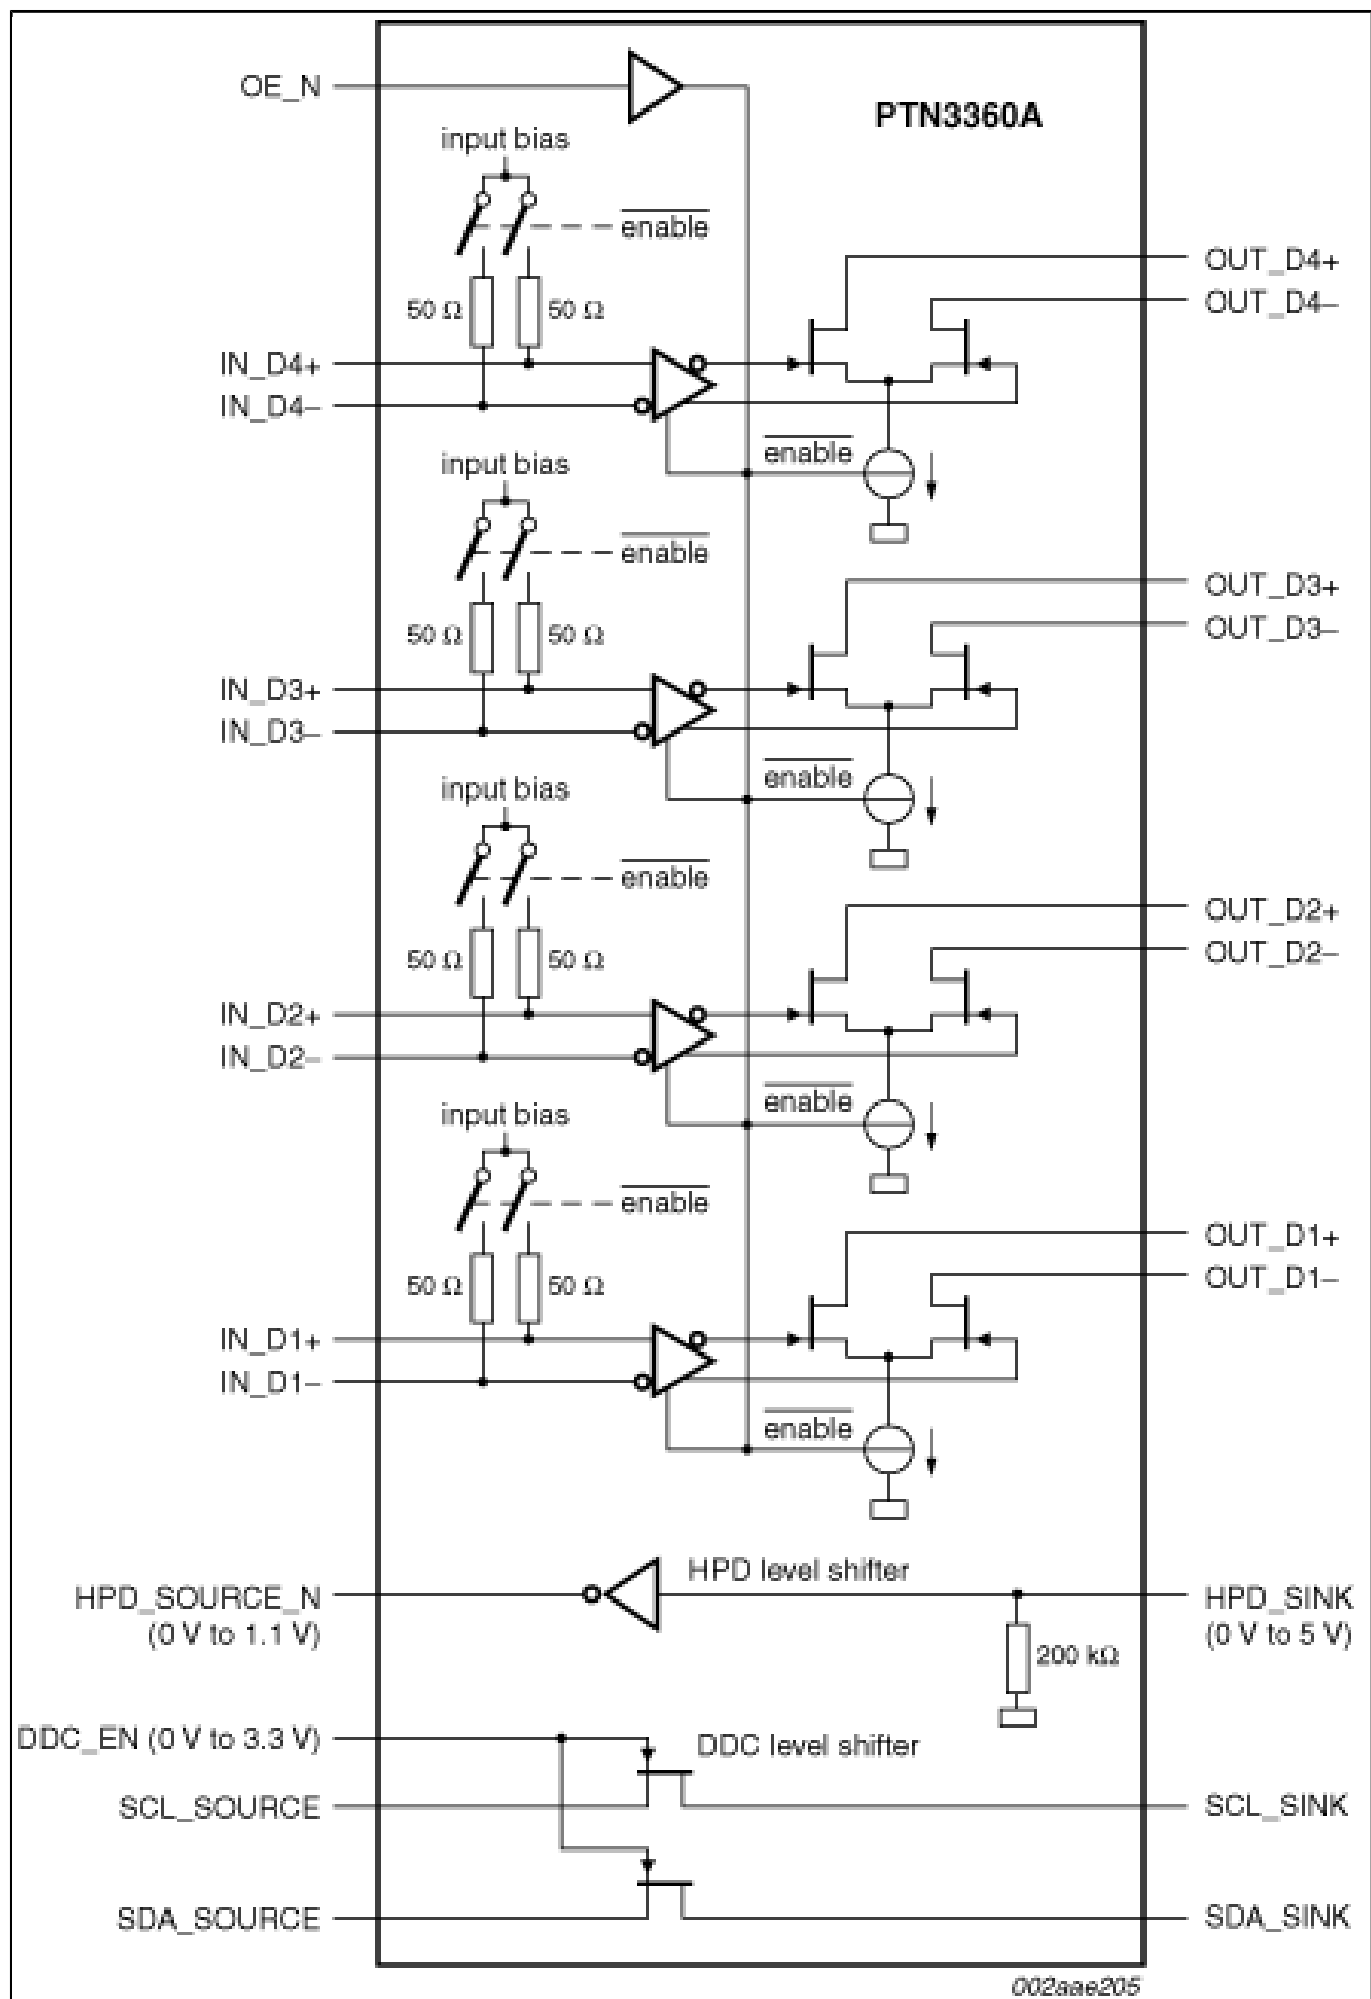 OE_N
PTN3360A
input bias
enable
OUT_D4+
50 Ω 50 Ω
OUT_D4−
IN_D4+
IN_D4−
enable
input bias
enable
OUT_D3+
50 Ω 50 Ω
OUT_D3−
IN_D3+
IN_D3−
enable
input bias
enable
OUT_D2+
50 Ω 50 Ω
OUT_D2−
IN_D2+
IN_D2−
enable
input bias
enable
OUT_D1+
50 Ω 50 Ω
OUT_D1−
IN_D1+
IN_D1−
enable
HPD level shifter
HPD_SOURCE_N
(0 V to 1.1 V)
HPD_SINK
(0 V to 5 V)
200 kΩ
DDC_EN (0 V to 3.3 V)
DDC level shifter
SCL_SOURCE
SCL_SINK
SDA_SOURCE
SDA_SINK
002aae205